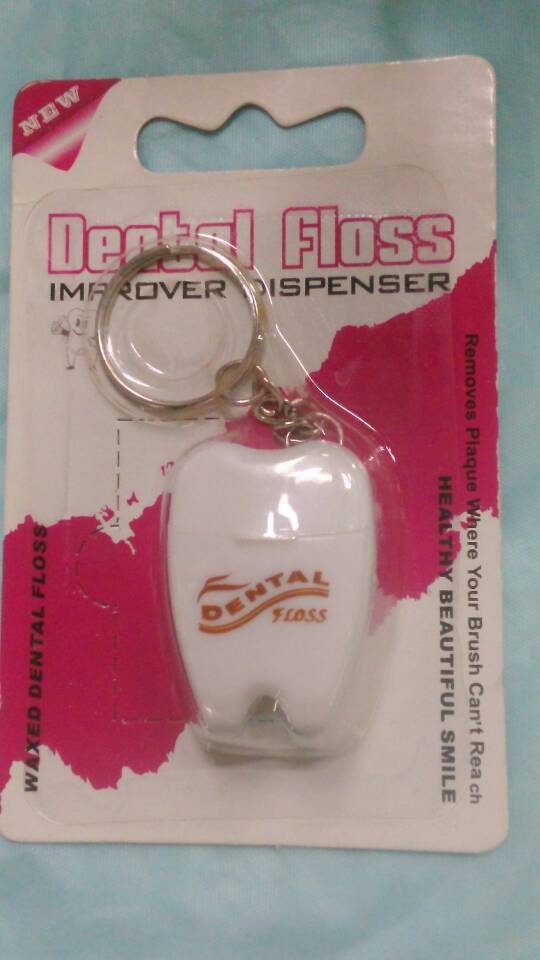 NEW
Dental Floss
IMPROVER DISPENSER
Removes Plaque Where Your Brush Can't Reach
HEALTHY BEAUTIFUL SMILE
DENTAL
FLOSS
WAXED DENTAL FLOSS